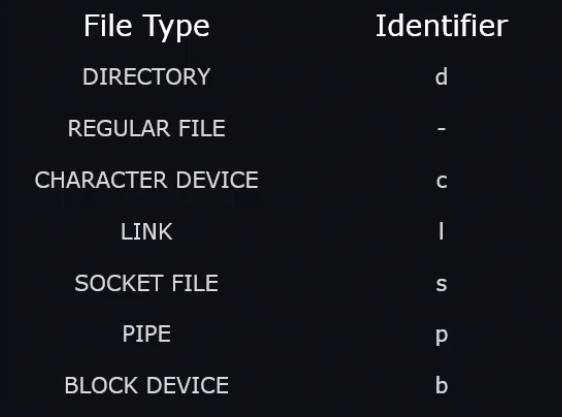 File Type Identifier
DIRECTORY d
REGULAR FILE -
CHARACTER DEVICE c
LINK l
SOCKET FILE s
PIPE p
BLOCK DEVICE b